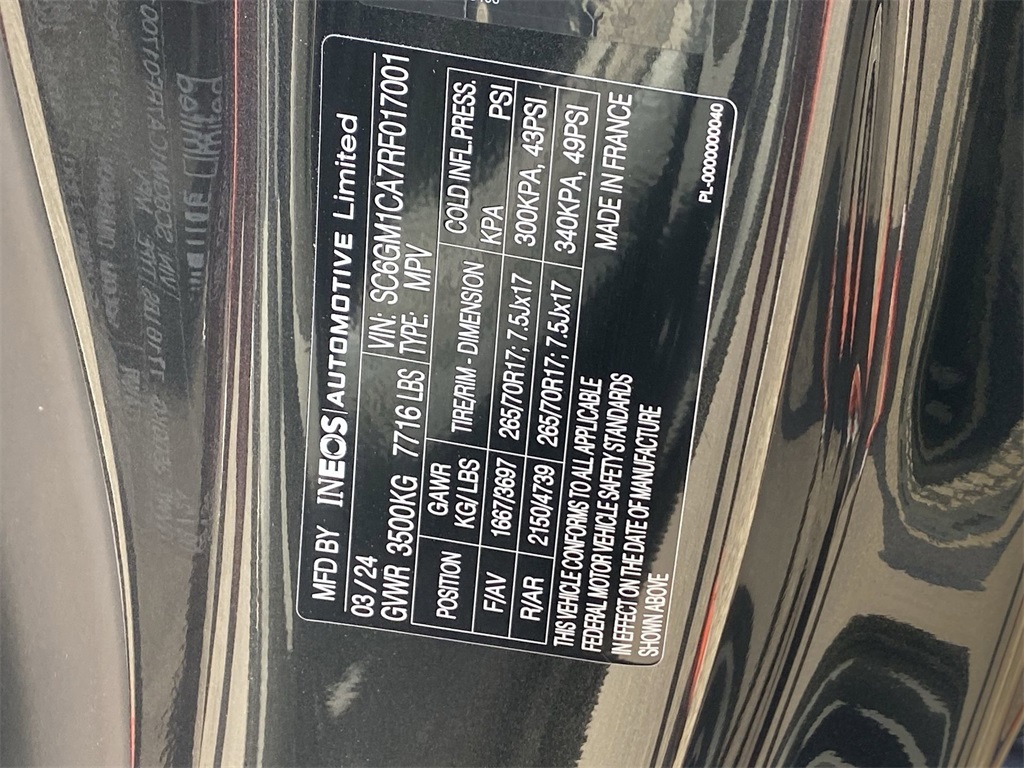 MFD BY INEOS|AUTOMOTIVE Limited
03 / 24
VIN: SC6GM1CA7RF017001
GVWR 3500KG 7716 LBS TYPE: MPV
POSITION GAWR KG/LBS TIRE/RIM - DIMENSION COLD INFL.PRESS. KPA PSI
F/AV 1667/3697 265/70R17; 7.5Jx17 300KPA, 43PSI
R/AR 2150/4739 265/70R17; 7.5Jx17 340KPA, 49PSI
THIS VEHICLE CONFORMS TO ALL APPLICABLE
FEDERAL MOTOR VEHICLE SAFETY STANDARDS
IN EFFECT ON THE DATE OF MANUFACTURE
SHOWN ABOVE
MADE IN FRANCE
PL-0000000040